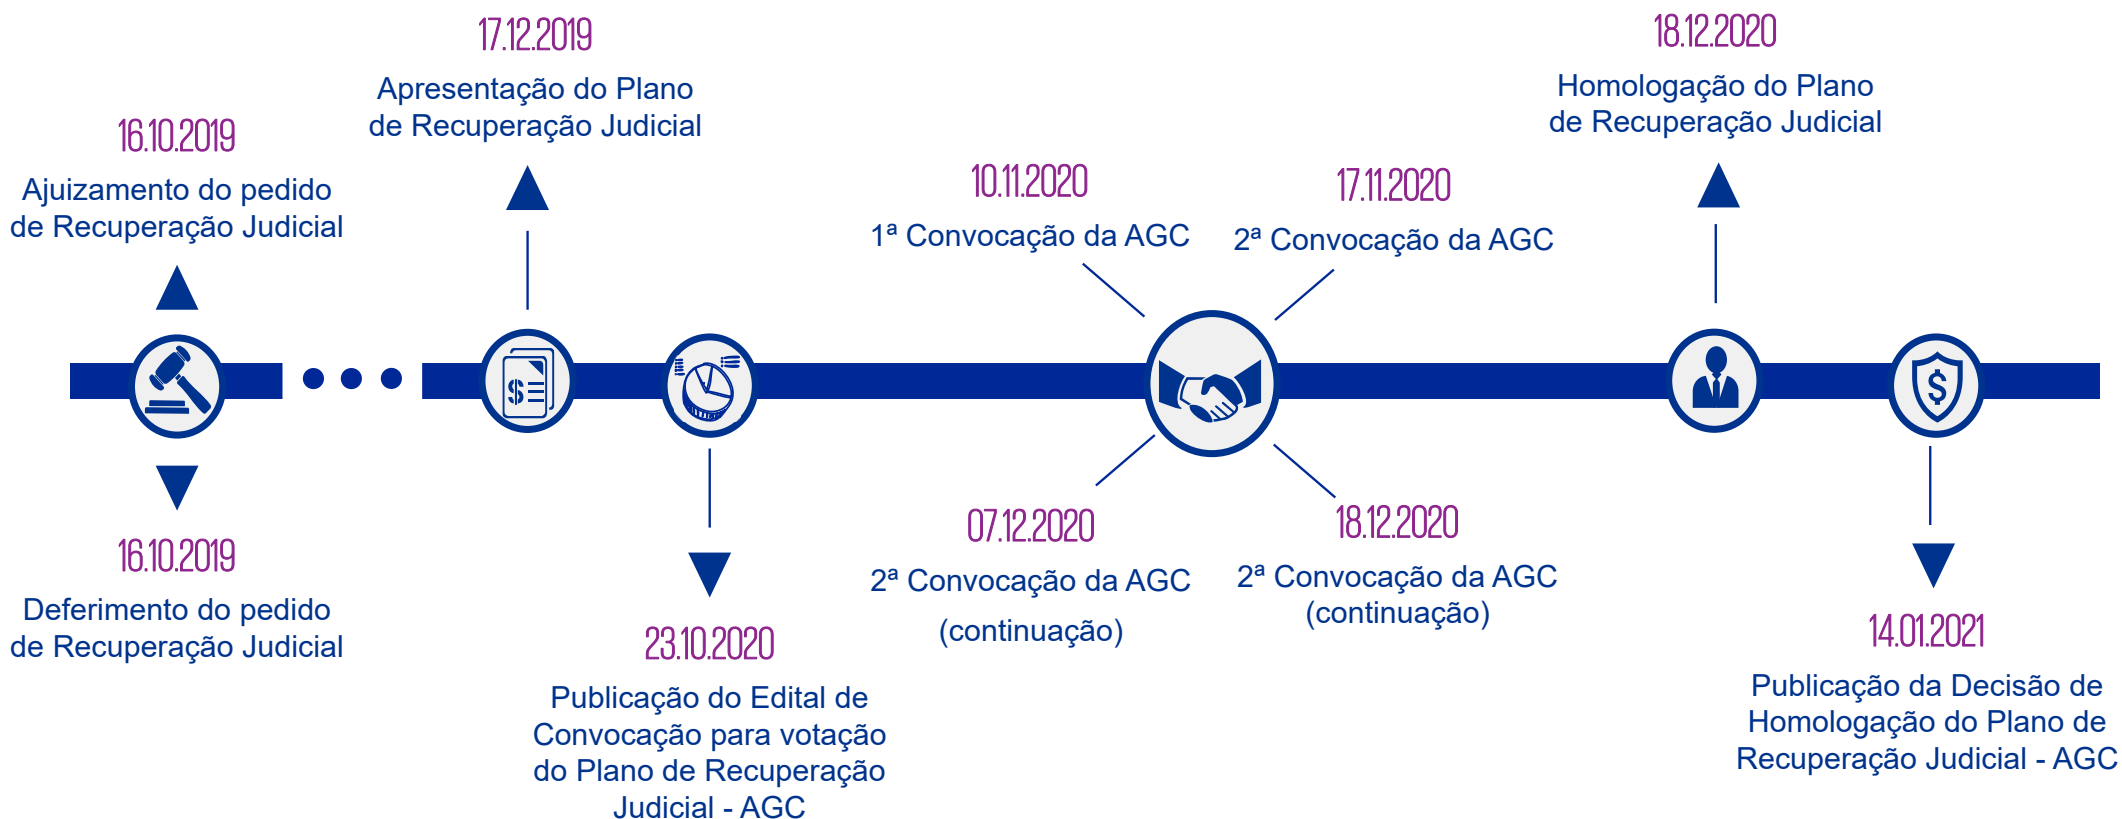 16.10.2019
Ajuizamento do pedido
de Recuperação Judicial
16.10.2019
Deferimento do pedido
de Recuperação Judicial
17.12.2019
Apresentação do Plano
de Recuperação Judicial
$
23.10.2020
Publicação do Edital de
Convocação para votação
do Plano de Recuperação
Judicial - AGC
10.11.2020
1ª Convocação da AGC
17.11.2020
2ª Convocação da AGC
07.12.2020
2ª Convocação da AGC
(continuação)
18.12.2020
2ª Convocação da AGC
(continuação)
18.12.2020
Homologação do Plano
de Recuperação Judicial
$
14.01.2021
Publicação da Decisão de
Homologação do Plano de
Recuperação Judicial - AGC